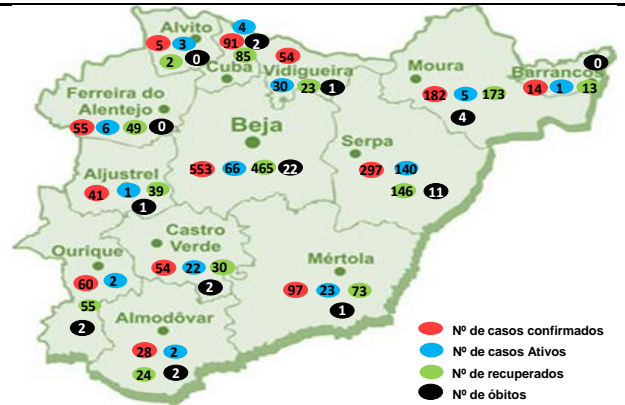 4
Alvito
5 3 91 2
2 0 85 54
Cuba Vidigueira
30 23 1
Moura
182 5 173
4
0
Barrancos
14 1 13
Ferreira do
Alentejo
55 6 49 0
Beja
553 66 465 22
Serpa
297 140
146 11
Aljustrel
41 1 39
1
Castro
Verde
54 22 30
2
Ourique
60 2
55
2
Mértola
97 23 73
1
Almodôvar
28 2
24 2
Nº de casos confirmados
Nº de casos Ativos
Nº de recuperados
Nº de óbitos